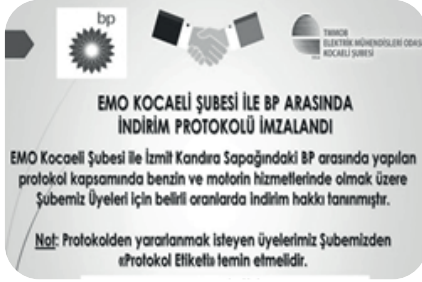 bp
TMMOB
ELEKTRİK MÜHENDİSLERİ ODASI
KOCAELİ ŞUBESİ
EMO KOCAELİ ŞUBESİ İLE BP ARASINDA
İNDİRİM PROTOKOLÜ İMZALANDI
EMO Kocaeli Şubesi ile İzmit Kandıra Sapağındaki BP arasında yapılan
protokol kapsamında benzin ve motorin hizmetlerinde olmak üzere
Şubemiz Üyeleri için belirli oranlarda indirim hakkı tanınmıştır.
Not: Protokolden yararlanmak isteyen üyelerimiz Şubemizden
«Protokol Etiketi» temin etmelidir.